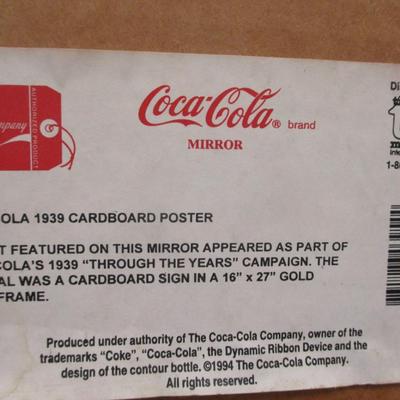 AUTHORIZED PRODUCT
Coca-Cola® brand
MIRROR
OLA 1939 CARDBOARD POSTER
T FEATURED ON THIS MIRROR APPEARED AS PART OF
COLA'S 1939 "THROUGH THE YEARS" CAMPAIGN. THE
AL WAS A CARDBOARD SIGN IN A 16" x 27" GOLD
FRAME.
Produced under authority of The Coca-Cola Company, owner of the
trademarks "Coke", "Coca-Cola", the Dynamic Ribbon Device and the
design of the contour bottle. ©1994 The Coca-Cola Company.
All rights reserved.